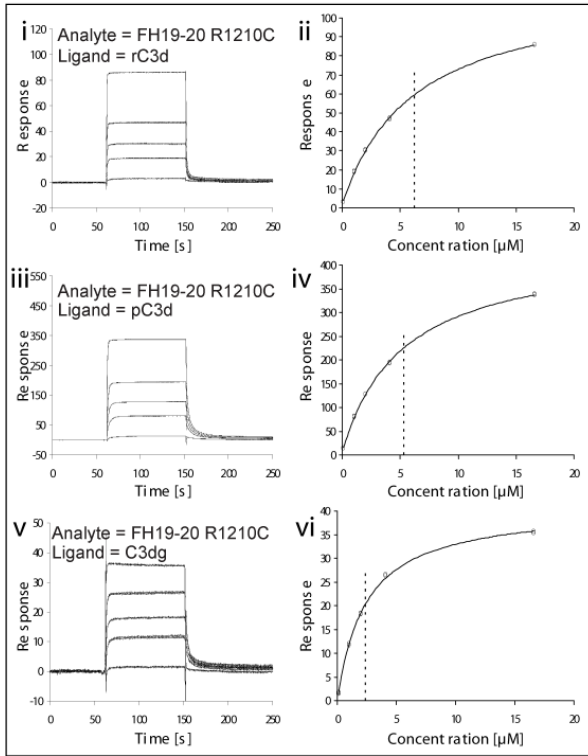 i
Analyte = FH19-20 R1210C
Ligand = rC3d
Response
120
100
80
60
40
20
0
-20
0 50 100 150 200 250
Time [s]
ii
Response
100
90
80
70
60
50
40
30
20
10
0
0 5 10 15 20
Concent ration [µM]
iii
Analyte = FH19-20 R1210C
Ligand = pC3d
Response
550
450
350
250
150
50
-50
0 50 100 150 200 250
Time [s]
iv
Response
400
350
300
250
200
150
100
50
0
0 5 10 15 20
Concent ration [µM]
v
Analyte = FH19-20 R1210C
Ligand = C3dg
Response
50
40
30
20
10
0
-10
0 50 100 150 200 250
Time [s]
vi
Response
40
35
30
25
20
15
10
5
0
0 5 10 15 20
Concent ration [µM]